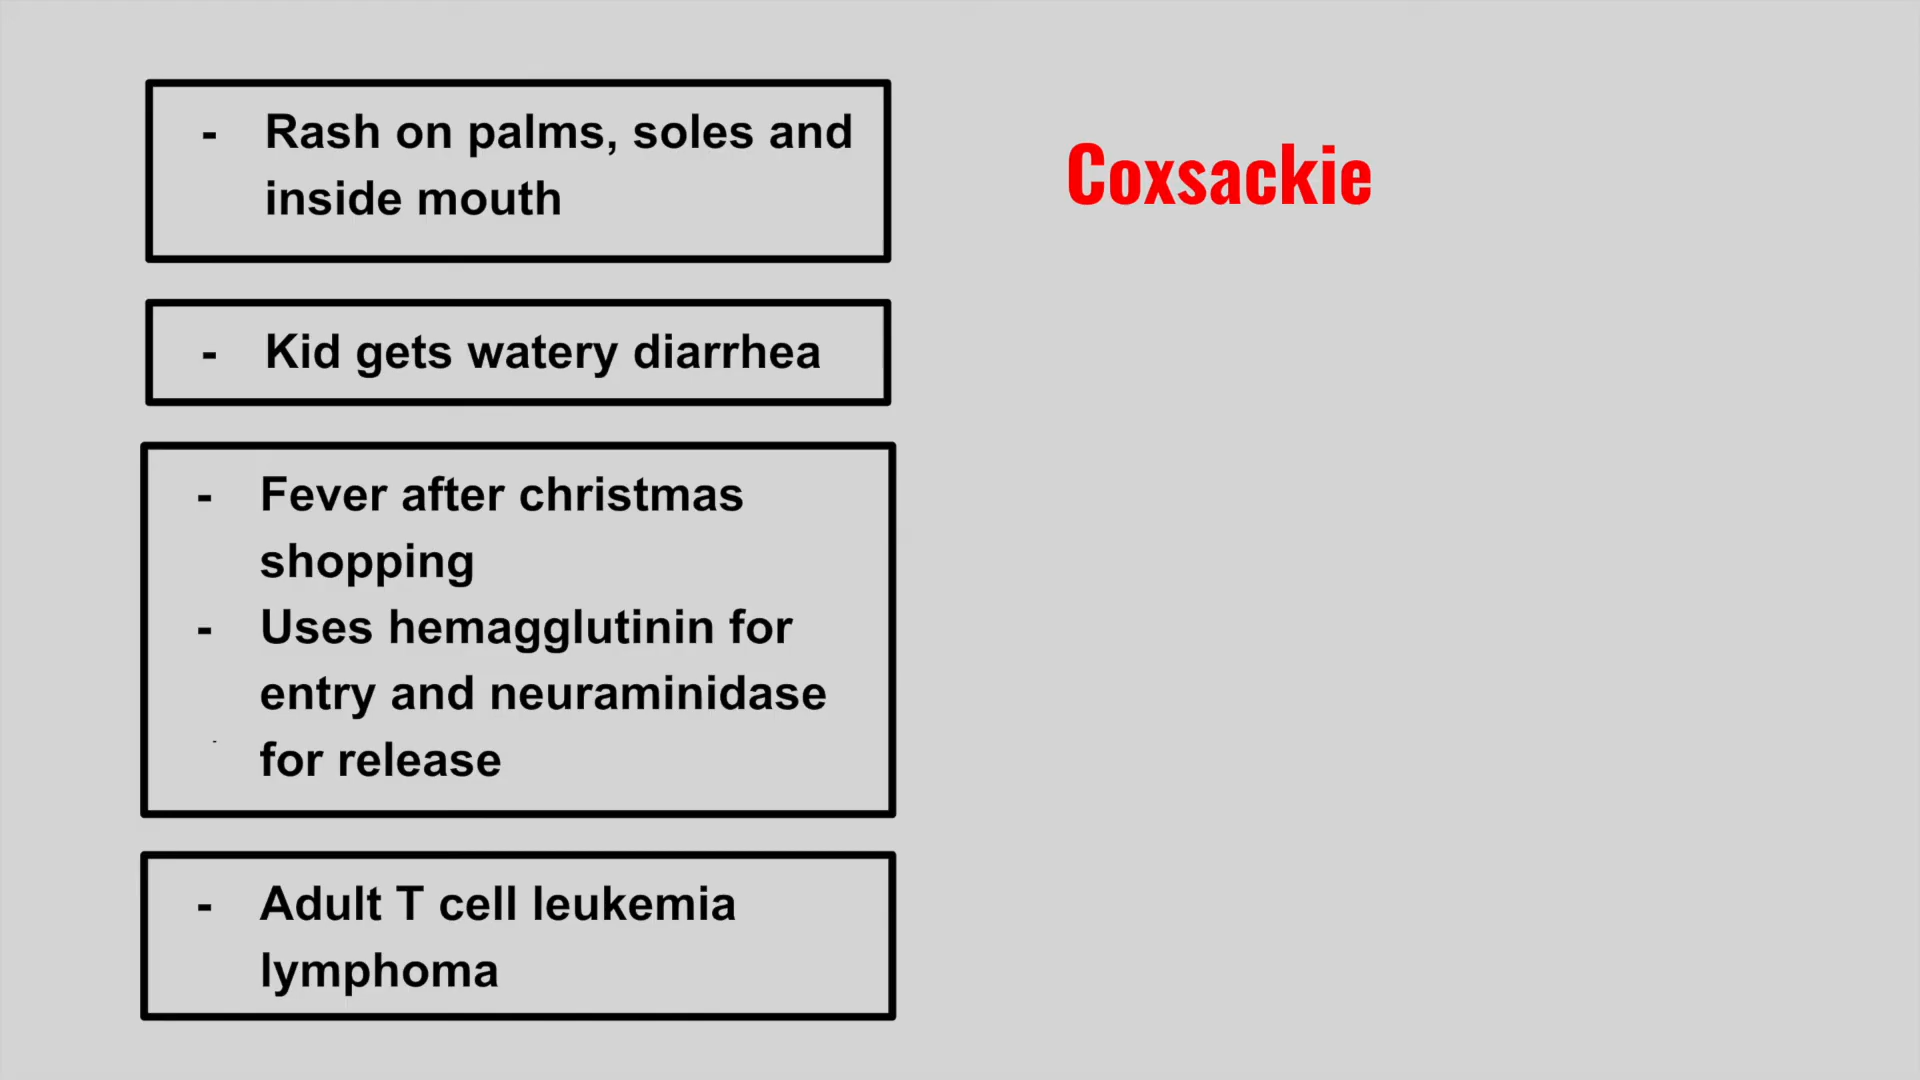 - Rash on palms, soles and
inside mouth
Coxsackie
- Kid gets watery diarrhea
- Fever after christmas
shopping
- Uses hemagglutinin for
entry and neuraminidase
- for release
- Adult T cell leukemia
lymphoma